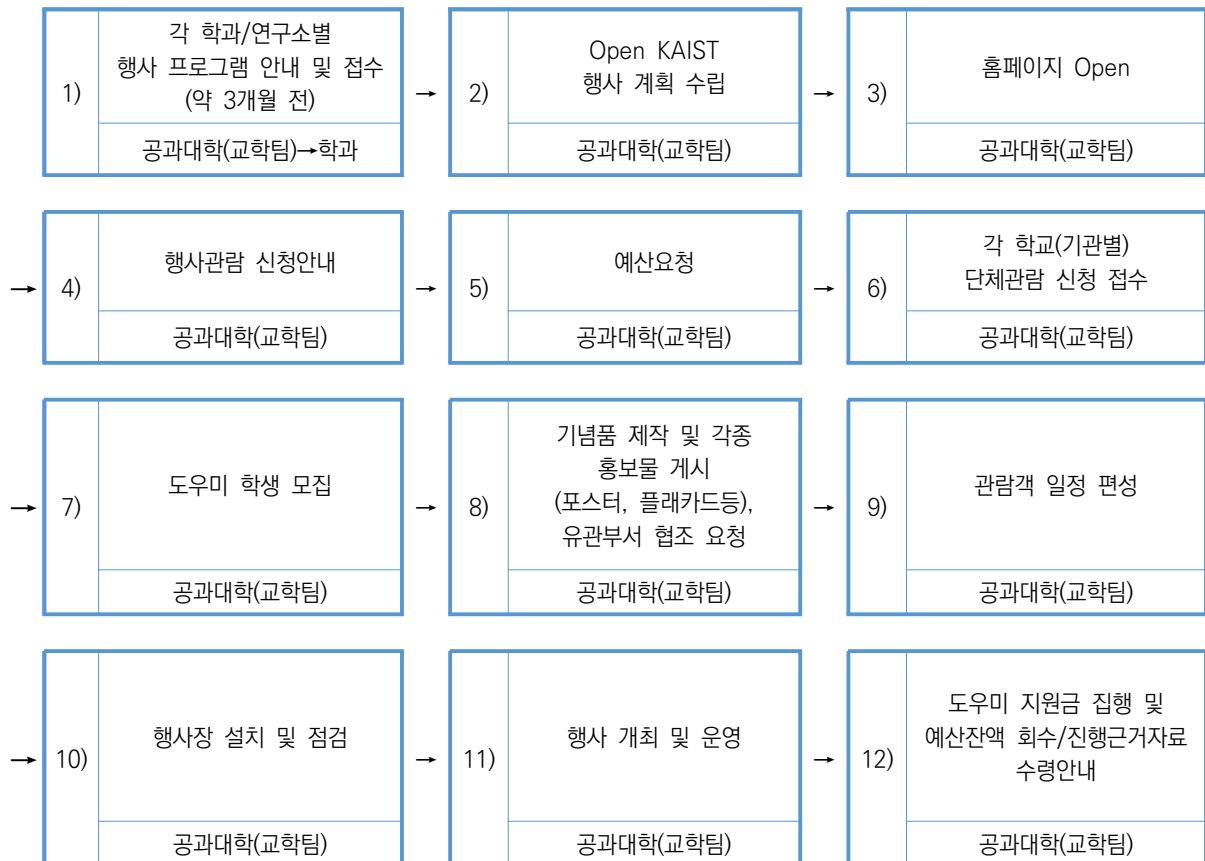 1)
각 학과/연구소별
행사 프로그램 안내 및 접수
(약 3개월 전)
공과대학(교학팀)→학과
→
2)
Open KAIST
행사 계획 수립
공과대학(교학팀)
→
3)
홈페이지 Open
공과대학(교학팀)
→
4)
행사관람 신청안내
공과대학(교학팀)
→
5)
예산요청
공과대학(교학팀)
→
6)
각 학교(기관별)
단체관람 신청 접수
공과대학(교학팀)
→
7)
도우미 학생 모집
공과대학(교학팀)
→
8)
기념품 제작 및 각종
홍보물 게시
(포스터, 플래카드등),
유관부서 협조 요청
공과대학(교학팀)
→
9)
관람객 일정 편성
공과대학(교학팀)
→
10)
행사장 설치 및 점검
공과대학(교학팀)
→
11)
행사 개최 및 운영
공과대학(교학팀)
→
12)
도우미 지원금 집행 및
예산잔액 회수/진행근거자료
수령안내
공과대학(교학팀)